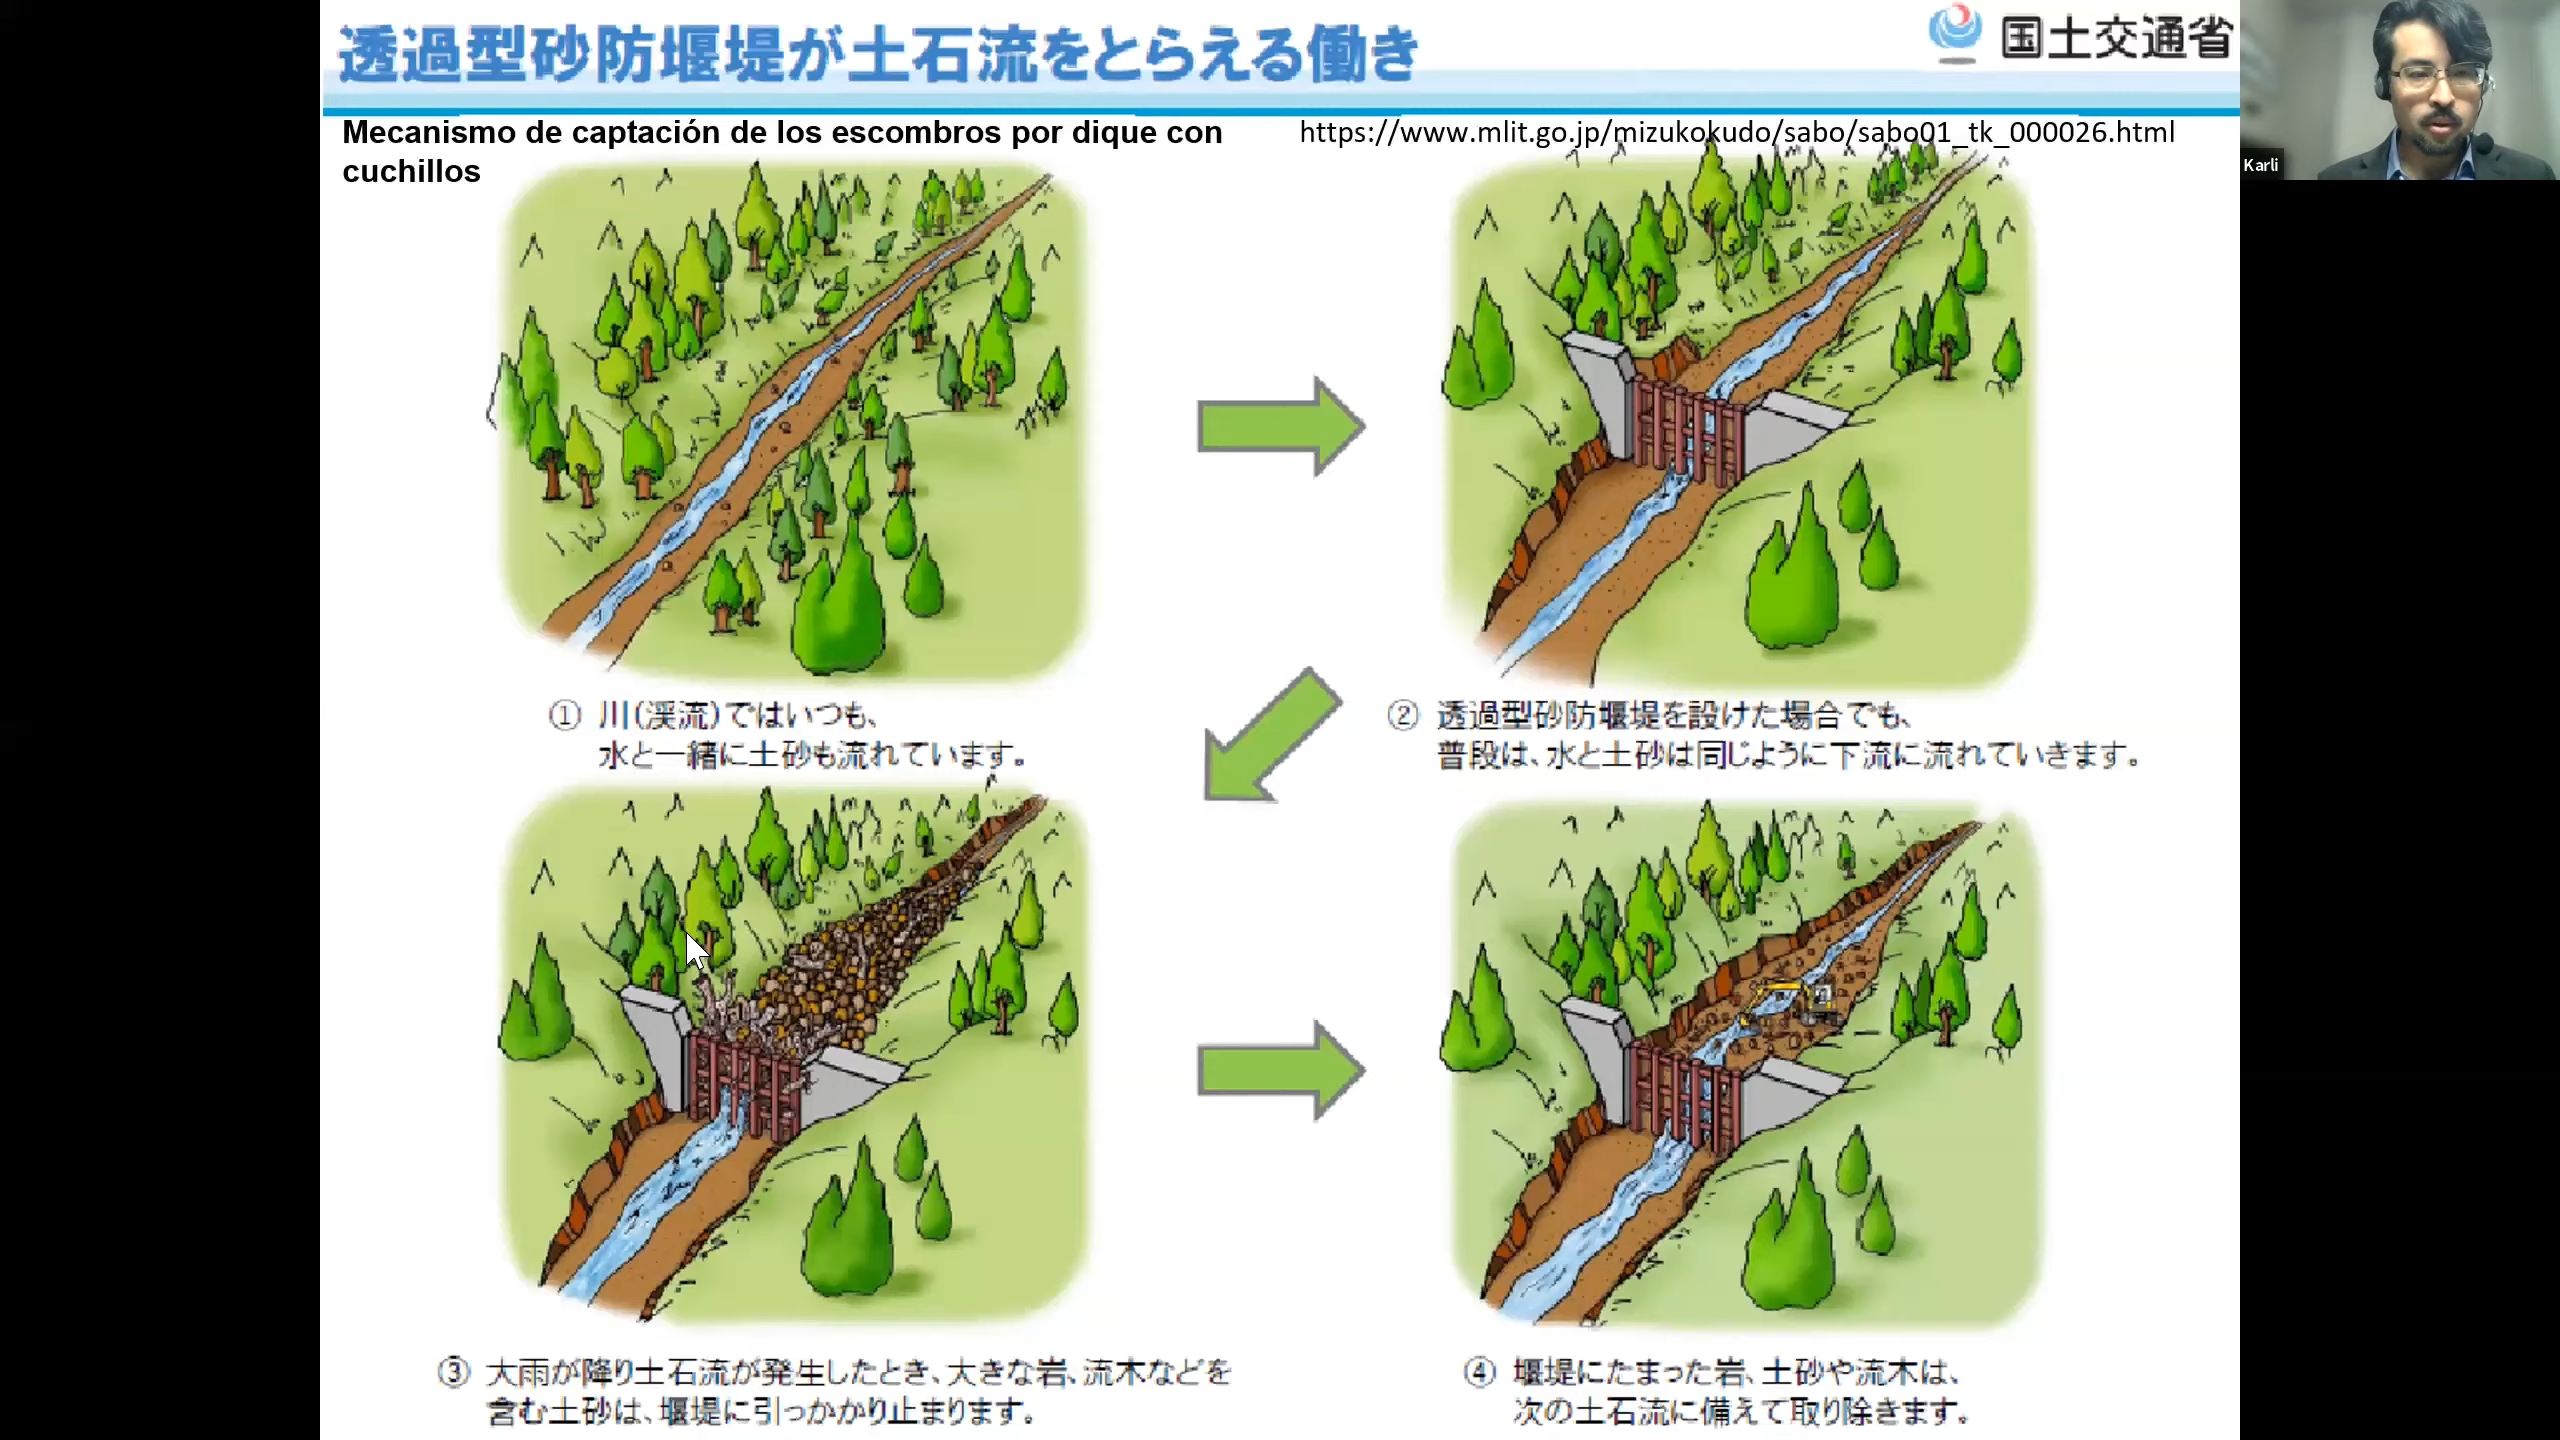 透過型砂防堰堤が土石流をとらえる働き
国土交通省
Mecanismo de captación de los escombros por dique con
cuchillos
https://www.mlit.go.jp/mizukokudo/sabo/sabo01_tk_000026.html
Karli
① 川(渓流)ではいつも、
水と一緒に土砂も流れています。
② 透過型砂防堰堤を設けた場合でも、
普段は、水と土砂は同じように下流に流れていきます。
③ 大雨が降り土石流が発生したとき、大きな岩、流木などを
含む土砂は、堰堤に引っかかり止まります。
④ 堰堤にたまった岩、土砂や流木は、
次の土石流に備えて取り除きます。